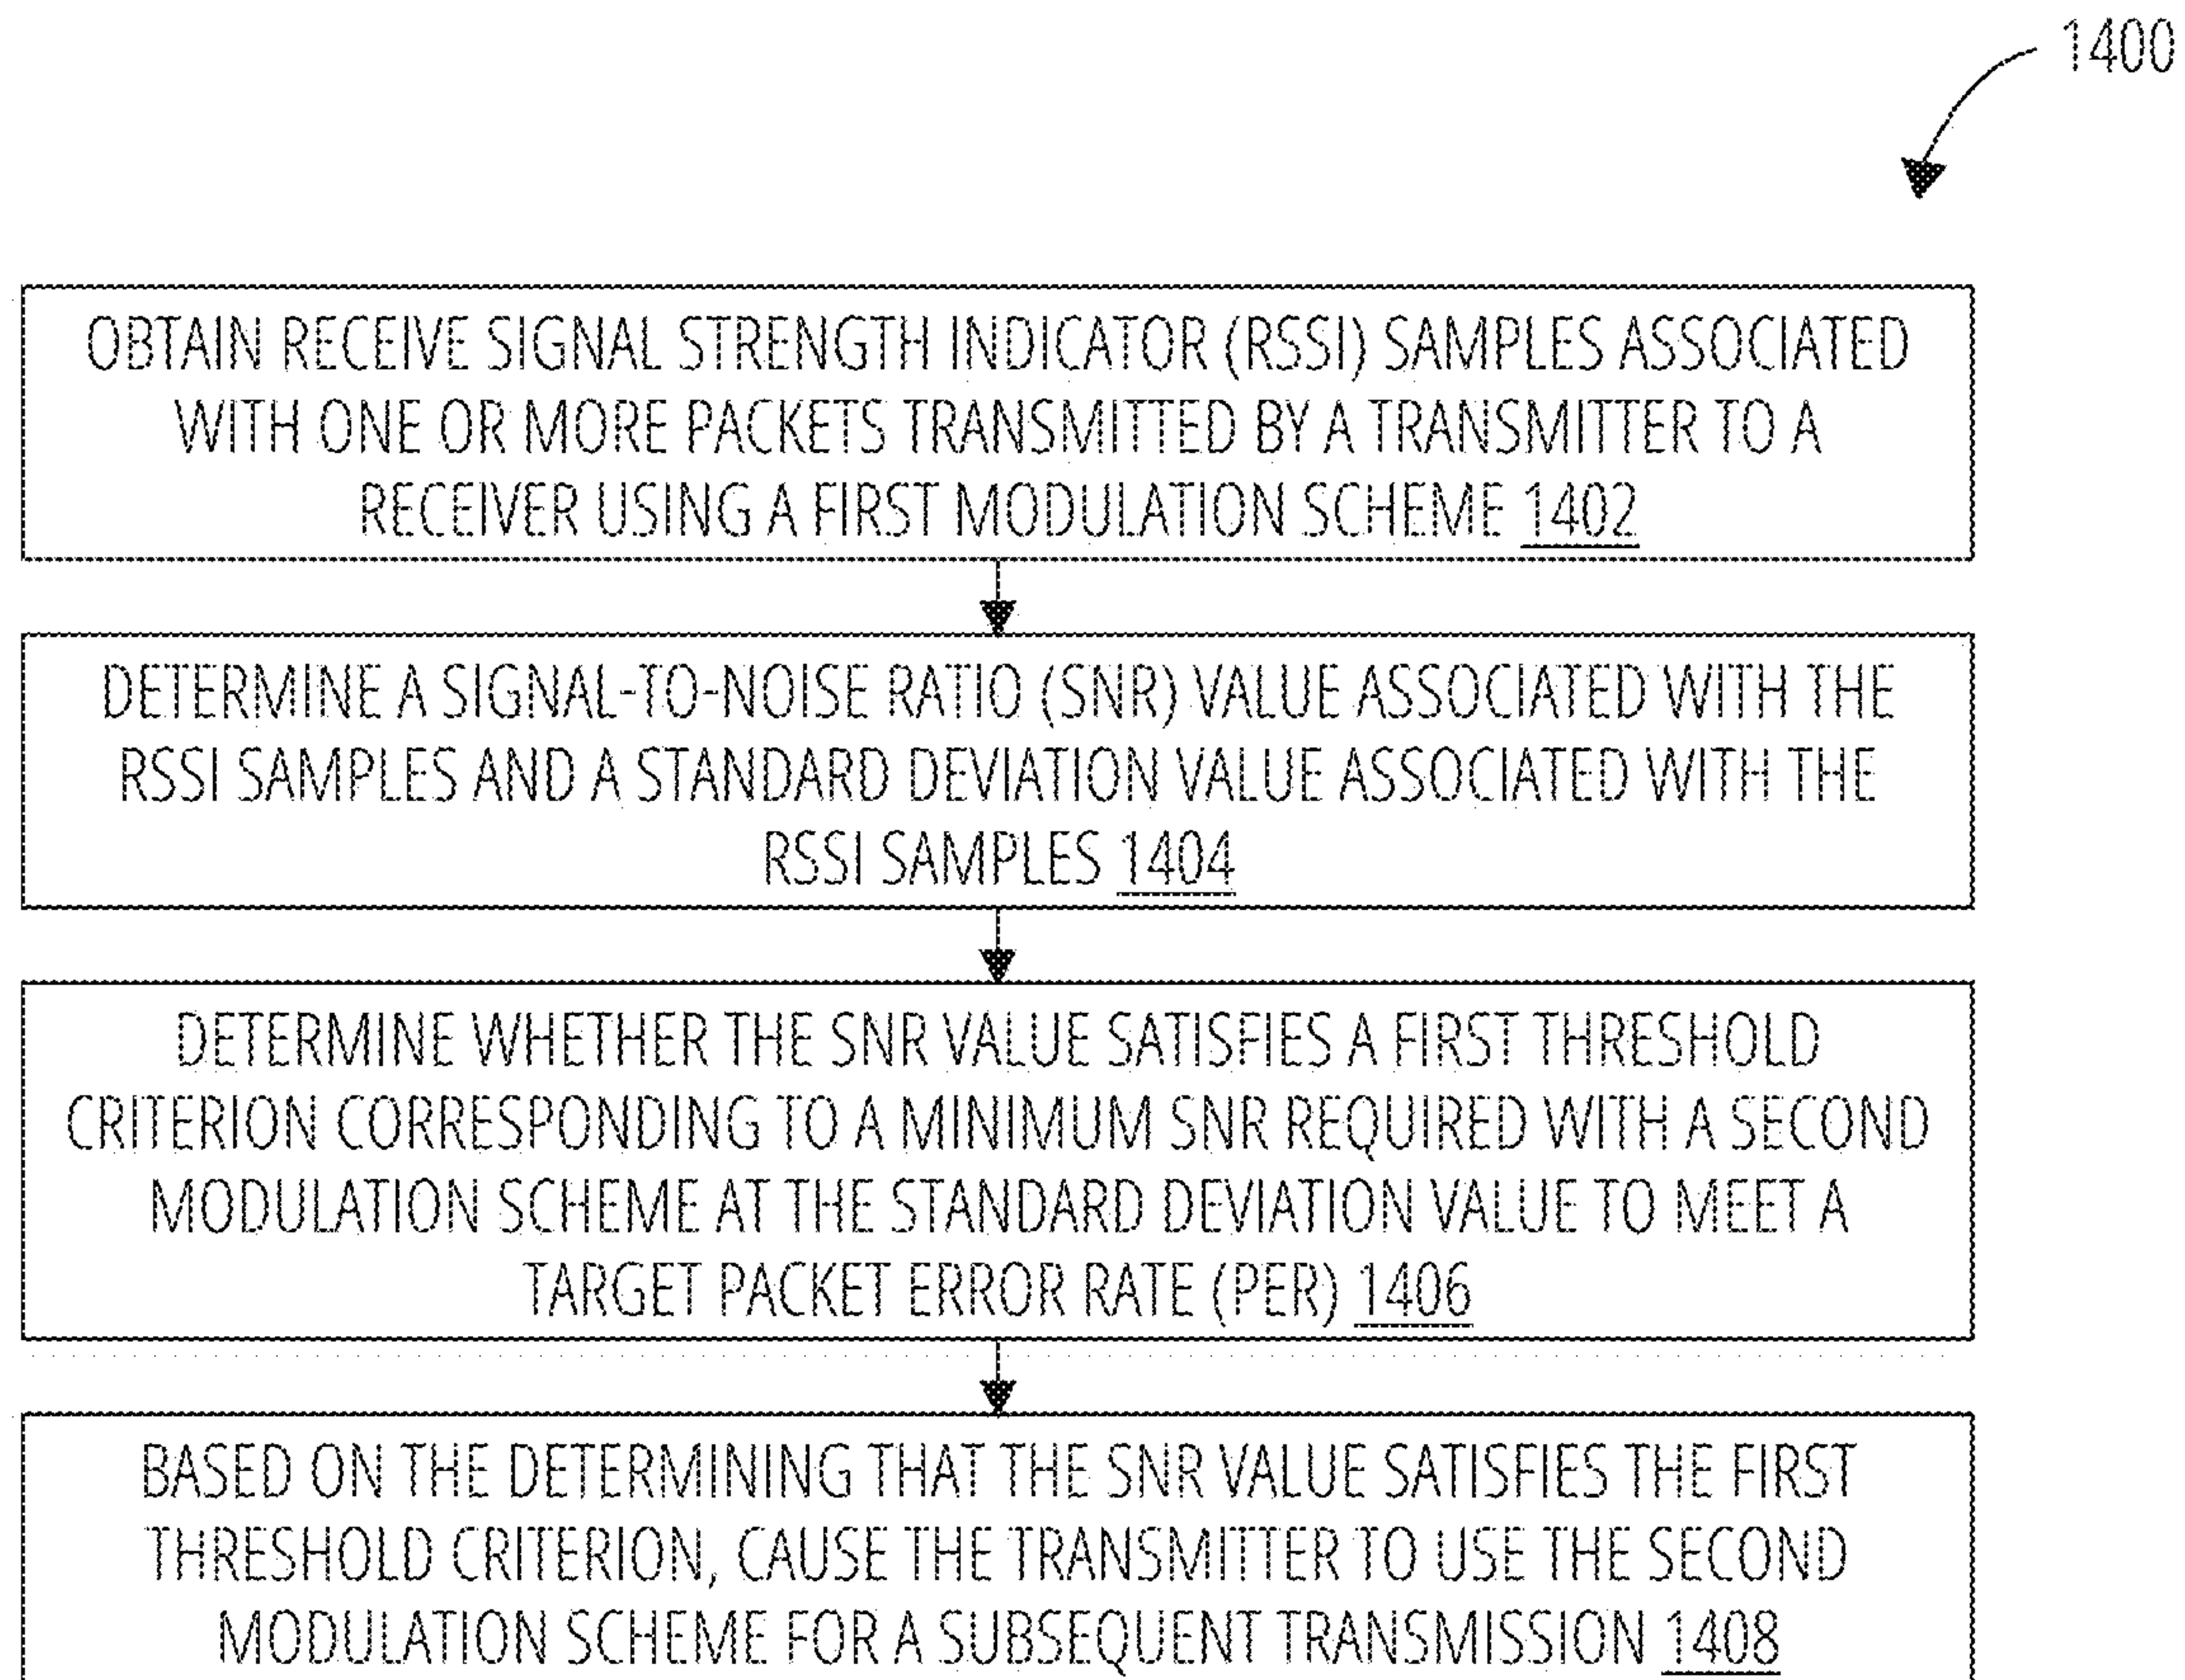 1400
OBTAIN RECEIVE SIGNAL STRENGTH INDICATOR (RSSI) SAMPLES ASSOCIATED
WITH ONE OR MORE PACKETS TRANSMITTED BY A TRANSMITTER TO A
RECEIVER USING A FIRST MODULATION SCHEME 1402
DETERMINE A SIGNAL-TO-NOISE RATIO (SNR) VALUE ASSOCIATED WITH THE
RSSI SAMPLES AND A STANDARD DEVIATION VALUE ASSOCIATED WITH THE
RSSI SAMPLES 1404
DETERMINE WHETHER THE SNR VALUE SATISFIES A FIRST THRESHOLD
CRITERION CORRESPONDING TO A MINIMUM SNR REQUIRED WITH A SECOND
MODULATION SCHEME AT THE STANDARD DEVIATION VALUE TO MEET A
TARGET PACKET ERROR RATE (PER) 1406
BASED ON THE DETERMINING THAT THE SNR VALUE SATISFIES THE FIRST
THRESHOLD CRITERION, CAUSE THE TRANSMITTER TO USE THE SECOND
MODULATION SCHEME FOR A SUBSEQUENT TRANSMISSION 1408